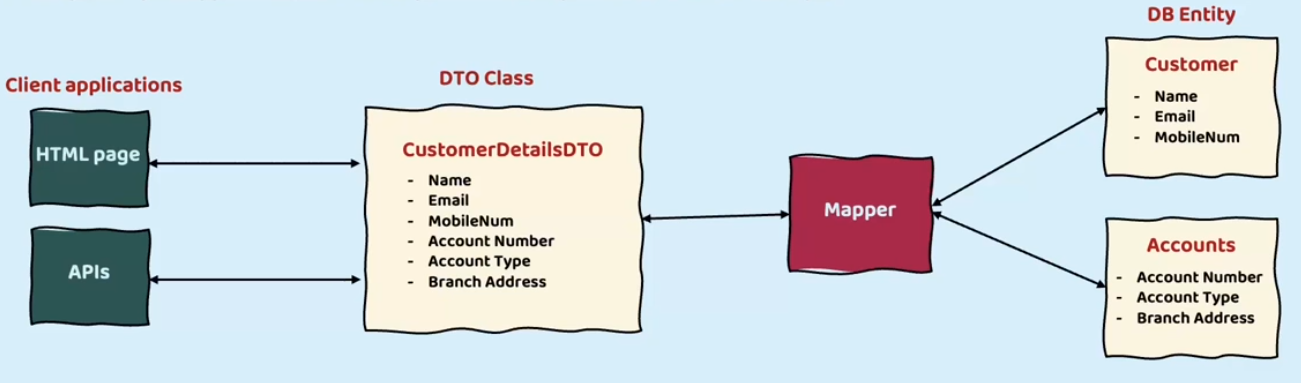 Client applications
HTML page
APIs
DTO Class
CustomerDetailsDTO
- Name
- Email
- MobileNum
- Account Number
- Account Type
- Branch Address
Mapper
DB Entity
Customer
- Name
- Email
- MobileNum
Accounts
- Account Number
- Account Type
- Branch Address